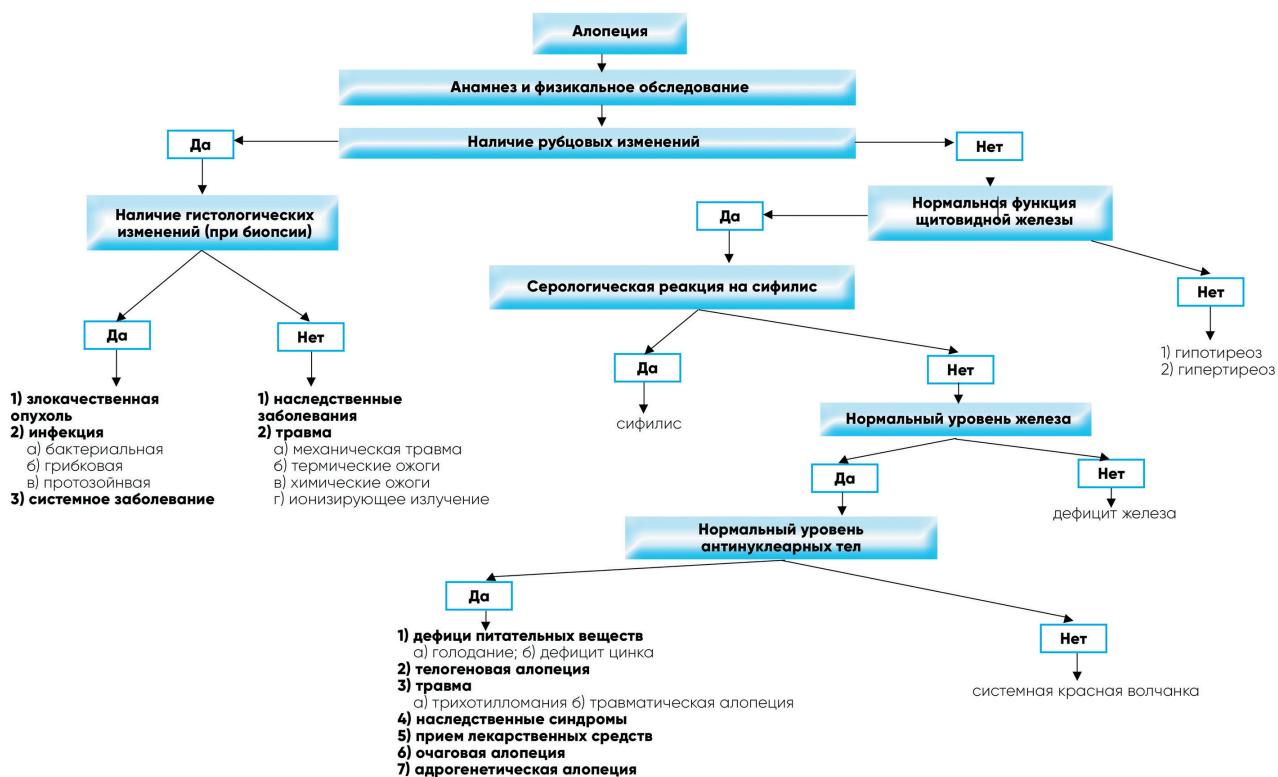 Алопеция
Анамнез и физикальное обследование
Наличие рубцовых изменений
Да
Нет
Наличие гистологических
изменений (при биопсии)
Нормальная функция
щитовидной железы
Да
Серологическая реакция на сифилис
Нет
Да
Нет
Да
Нет
1) гипотиреоз
2) гипертиреоз
1) злокачественная
опухоль
2) инфекция
а) бактериальная
б) грибковая
в) протозойнвая
3) системное заболевание
1) наследственные
заболевания
2) травма
а) механическая травма
б) термические ожоги
в) химические ожоги
г) ионизирующее излучение
сифилис
Нормальный уровень железа
Да
Нет
дефицит железа
Нормальный уровень
антинуклеарных тел
Да
Нет
1) дефици питательных веществ
а) голодание; б) дефицит цинка
2) телогеновая алопеция
3) травма
а) трихотилломания б) травматическая алопеция
4) наследственные синдромы
5) прием лекарственных средств
6) очаговая алопеция
7) адрогенетическая алопеция
системная красная волчанка